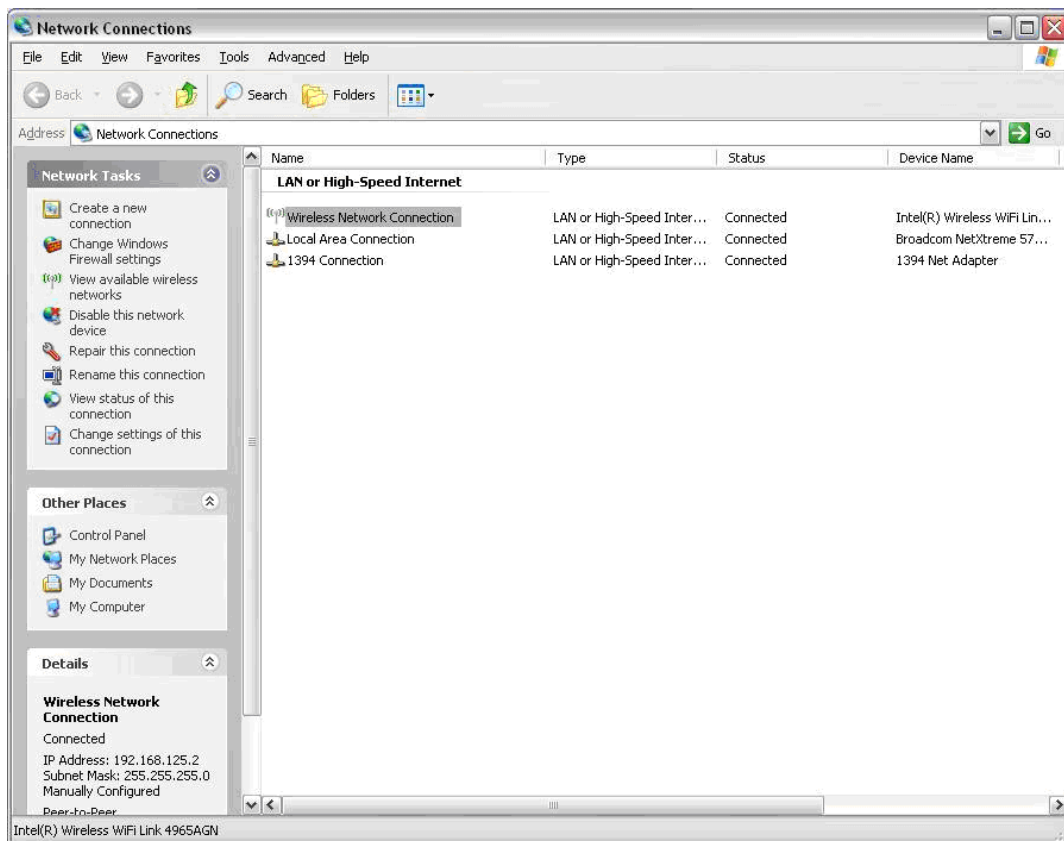 Network Connections
File Edit View Favorites Tools Advanced Help
Back Search Folders
Address Network Connections Go
Network Tasks
Create a new
connection
Change Windows
Firewall settings
View available wireless
networks
Disable this network
device
Repair this connection
Rename this connection
View status of this
connection
Change settings of this
connection
Other Places
Control Panel
My Network Places
My Documents
My Computer
Details
Wireless Network
Connection
Connected
IP Address: 192.168.125.2
Subnet Mask: 255.255.255.0
Manually Configured
Peer-to-Peer
Name Type Status Device Name
LAN or High-Speed Internet
Wireless Network Connection LAN or High-Speed Inter... Connected Intel(R) Wireless WiFi Lin...
Local Area Connection LAN or High-Speed Inter... Connected Broadcom NetXtreme 57...
1394 Connection LAN or High-Speed Inter... Connected 1394 Net Adapter
Intel(R) Wireless WiFi Link 4965AGN